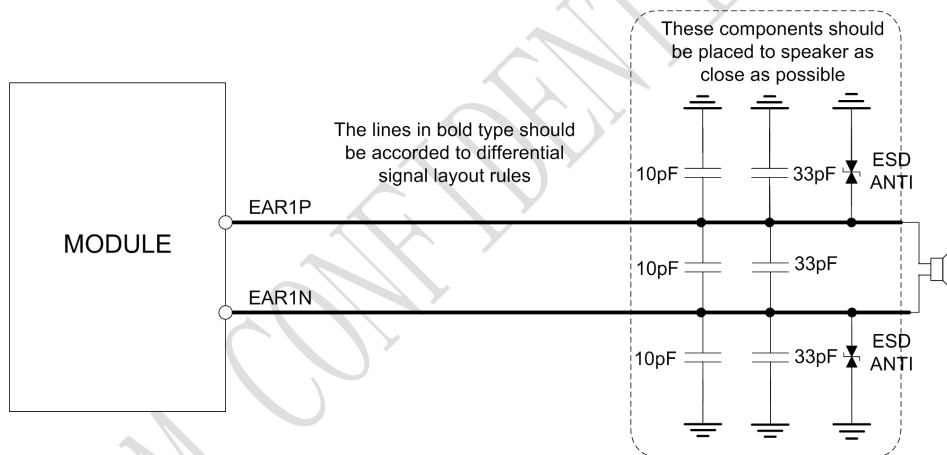 These components should
be placed to speaker as
close as possible
The lines in bold type should
be accorded to differential
signal layout rules
10pF
33pF
ESD
ANTI
EAR1P
MODULE
10pF
33pF
EAR1N
10pF
33pF
ESD
ANTI
CONFIDENT